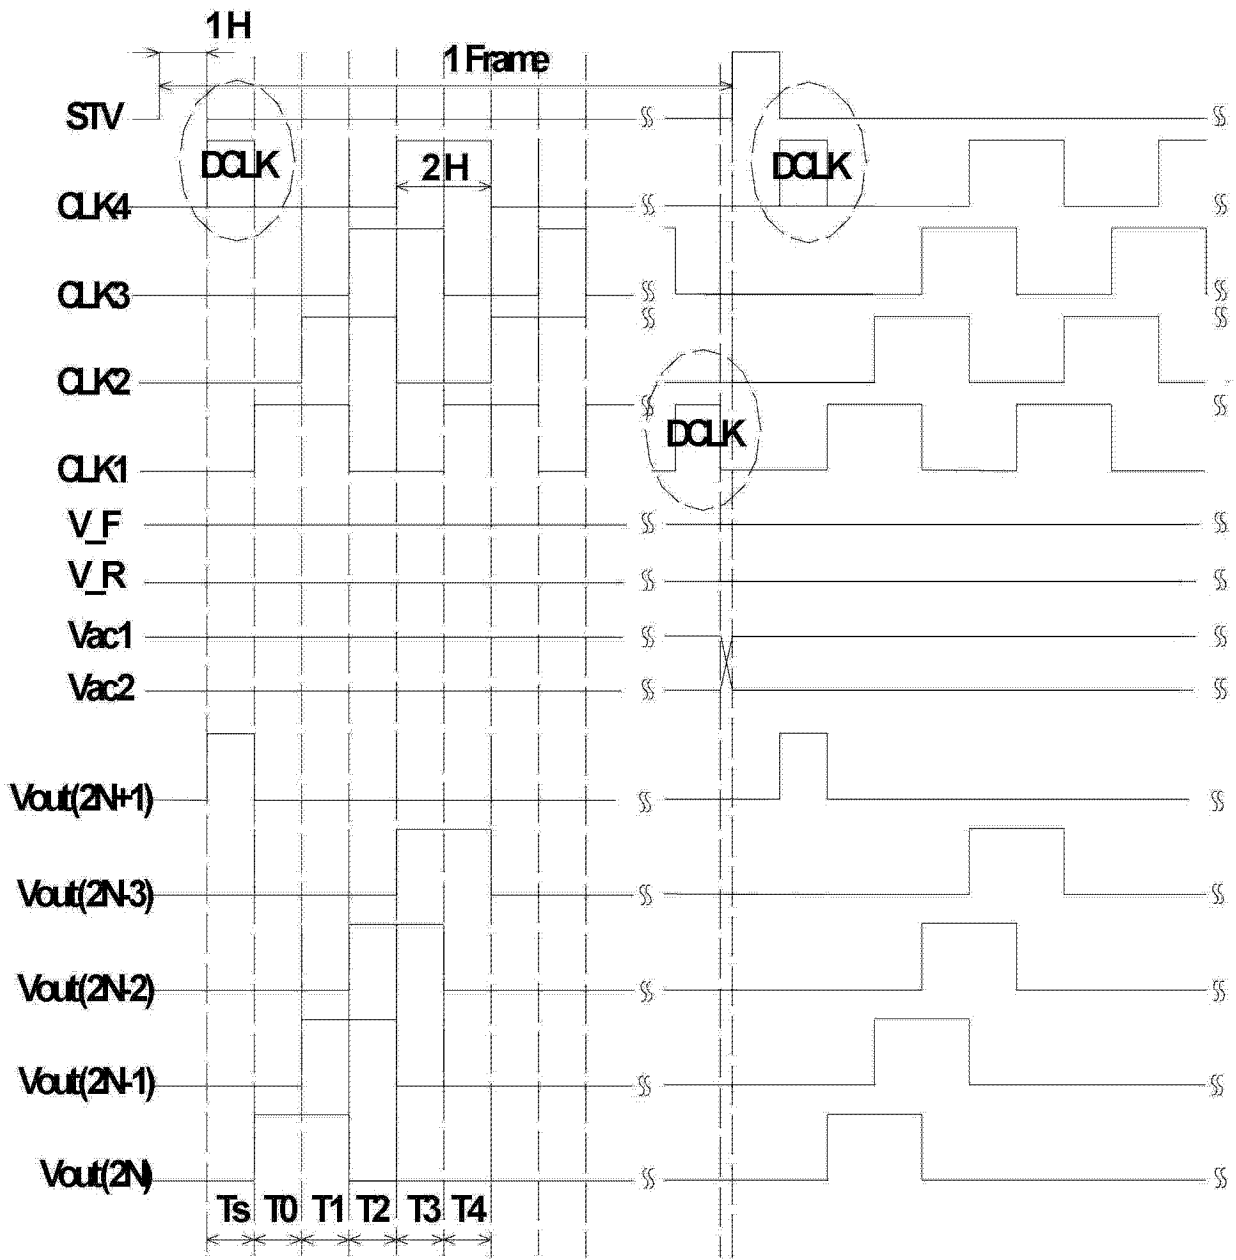 1H
1 Frame
STV
DCLK
DCLK
2H
CLK4
CLK3
CLK2
DCLK
CLK1
V_F
V_R
Vac1
Vac2
Vout(2N+1)
Vout(2N-3)
Vout(2N-2)
Vout(2N-1)
Vout(2N)
Ts T0 T1 T2 T3 T4